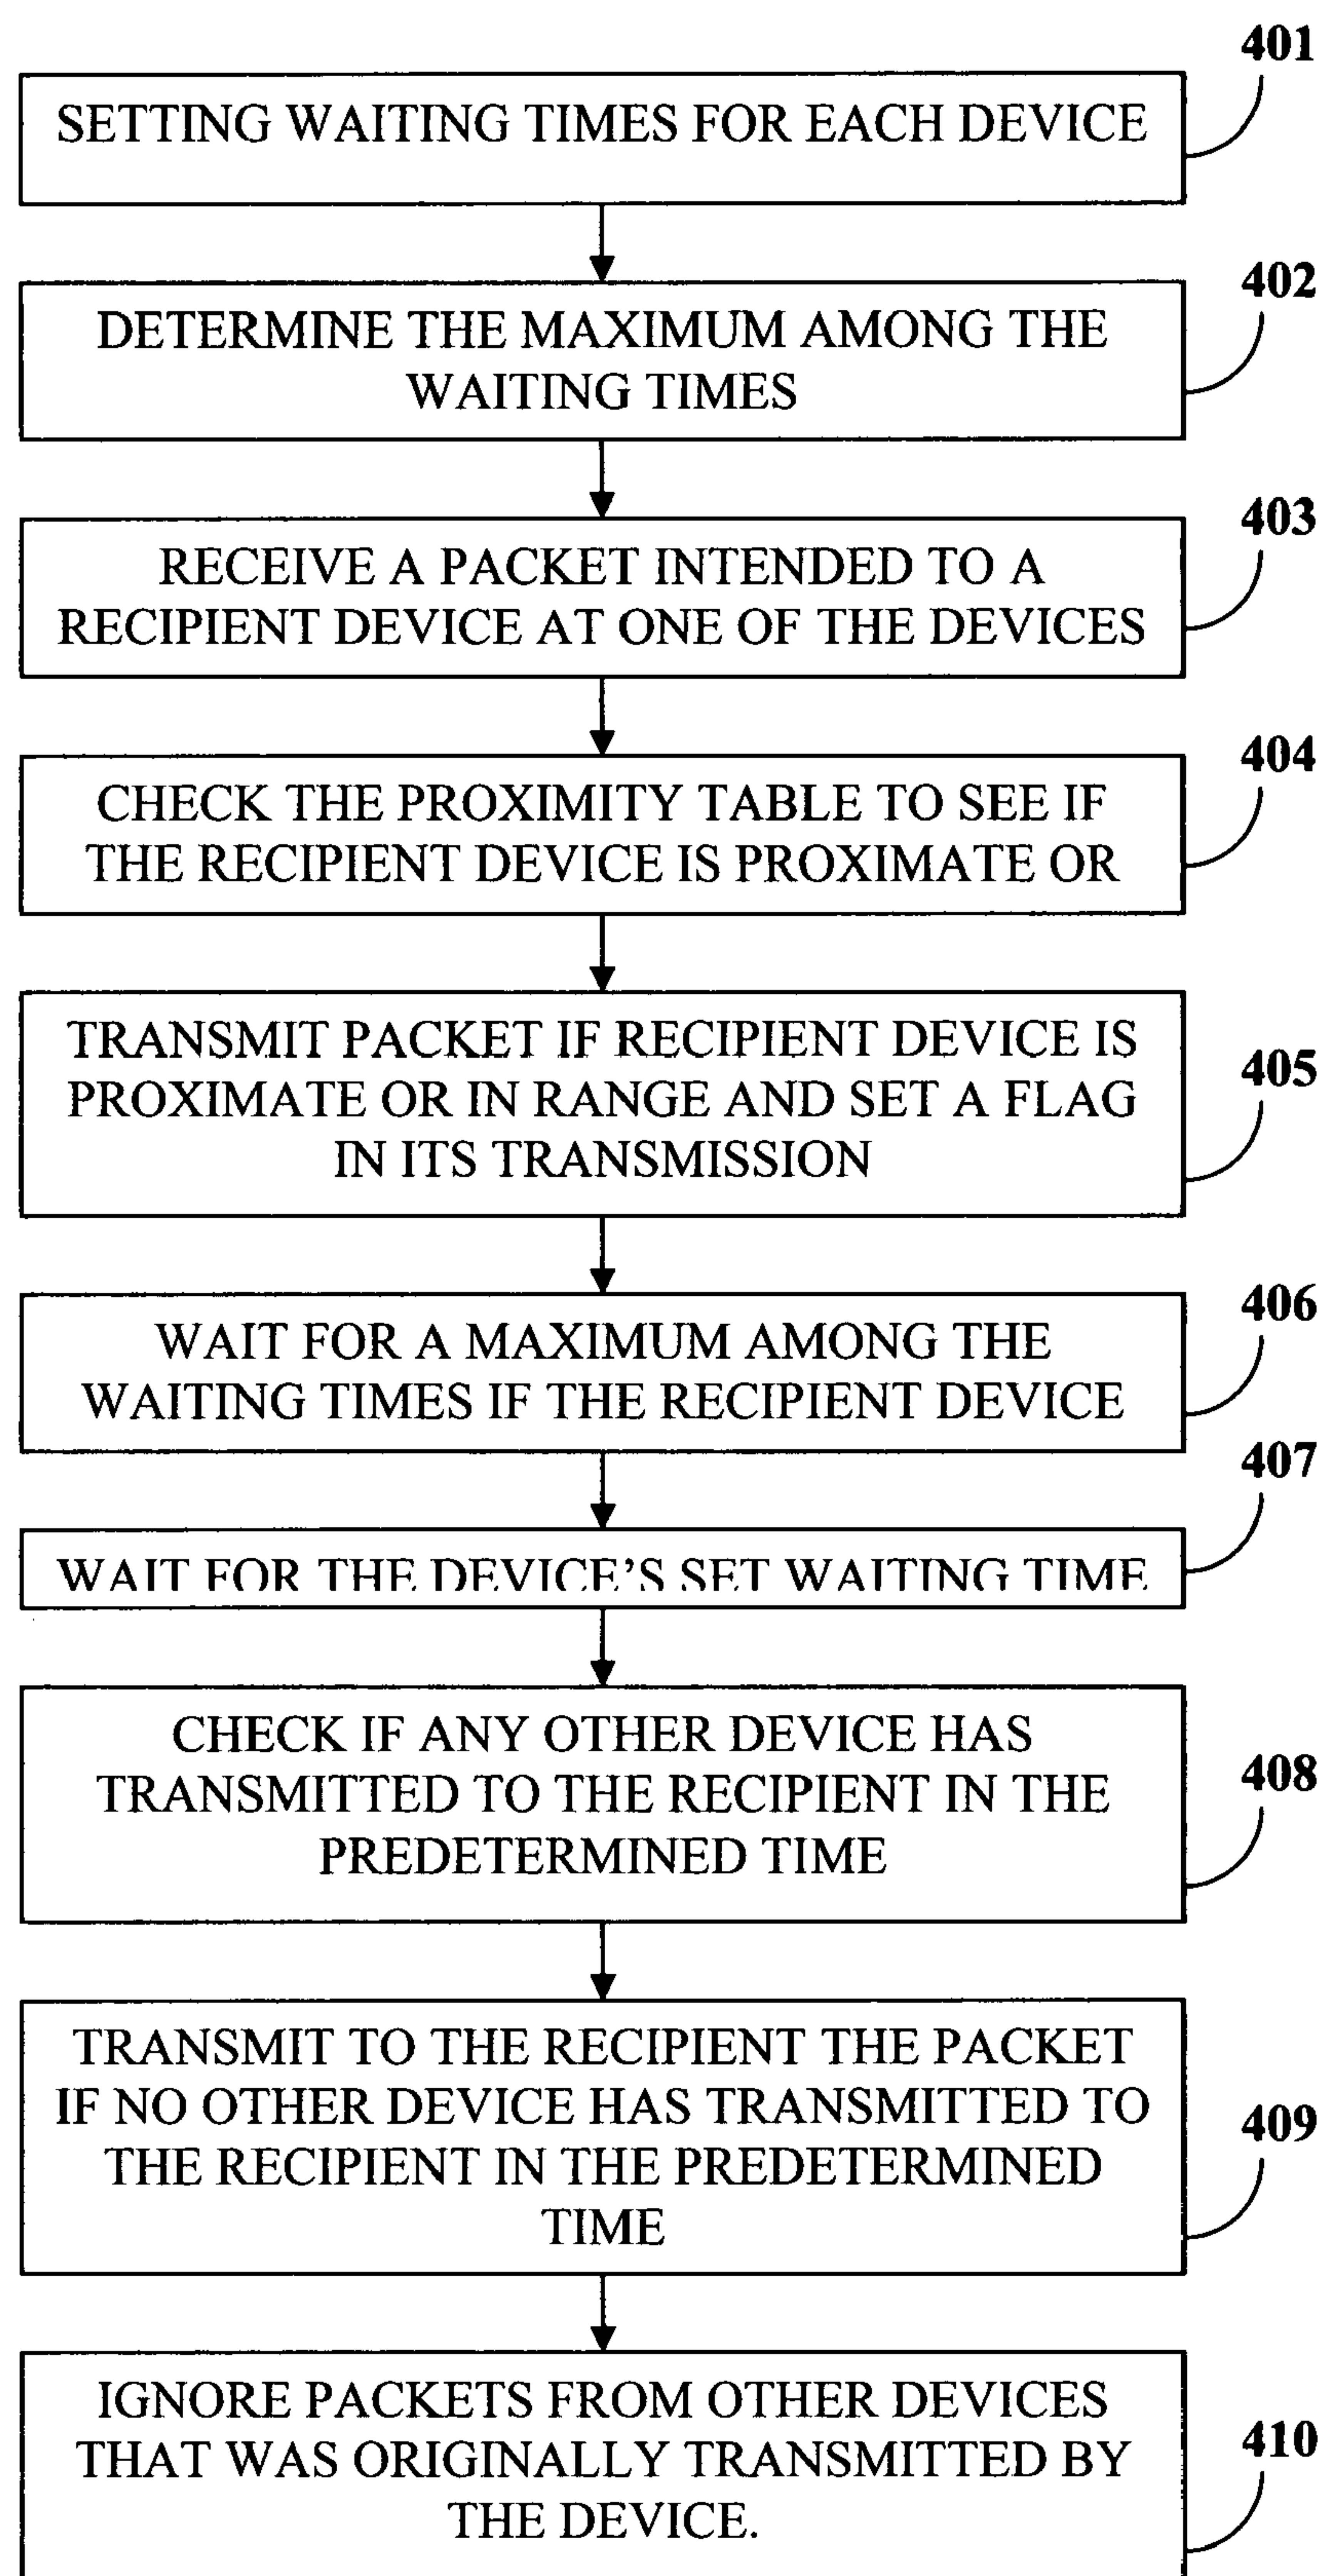 401
SETTING WAITING TIMES FOR EACH DEVICE
402
DETERMINE THE MAXIMUM AMONG THE
WAITING TIMES
403
RECEIVE A PACKET INTENDED TO A
RECIPIENT DEVICE AT ONE OF THE DEVICES
404
CHECK THE PROXIMITY TABLE TO SEE IF
THE RECIPIENT DEVICE IS PROXIMATE OR
405
TRANSMIT PACKET IF RECIPIENT DEVICE IS
PROXIMATE OR IN RANGE AND SET A FLAG
IN ITS TRANSMISSION
406
WAIT FOR A MAXIMUM AMONG THE
WAITING TIMES IF THE RECIPIENT DEVICE
407
WAIT FOR THE DEVICE'S SET WAITING TIME
408
CHECK IF ANY OTHER DEVICE HAS
TRANSMITTED TO THE RECIPIENT IN THE
PREDETERMINED TIME
409
TRANSMIT TO THE RECIPIENT THE PACKET
IF NO OTHER DEVICE HAS TRANSMITTED TO
THE RECIPIENT IN THE PREDETERMINED
TIME
410
IGNORE PACKETS FROM OTHER DEVICES
THAT WAS ORIGINALLY TRANSMITTED BY
THE DEVICE.